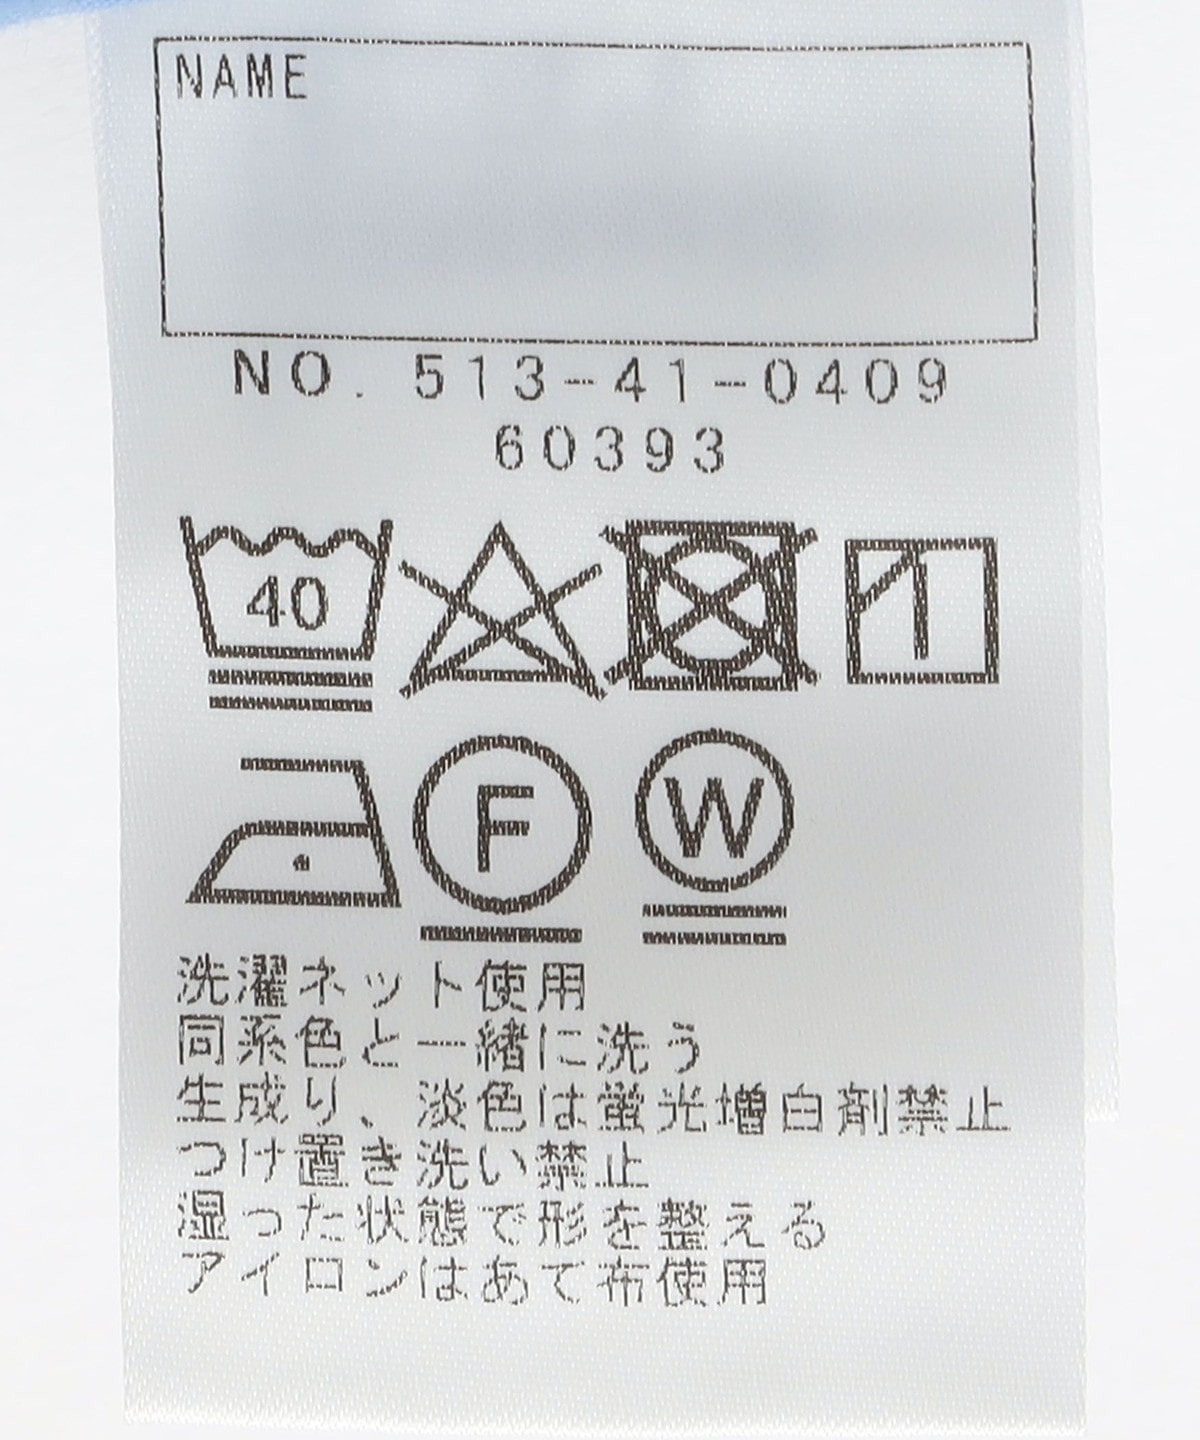 NAME
NO. 513-41-0409
60393
40
F W
洗濯ネット使用
同系色と一緒に洗う
生成り、淡色は蛍光増白剤禁止
つけ置き洗い禁止
湿った状態で形を整える
アイロンはあて布使用